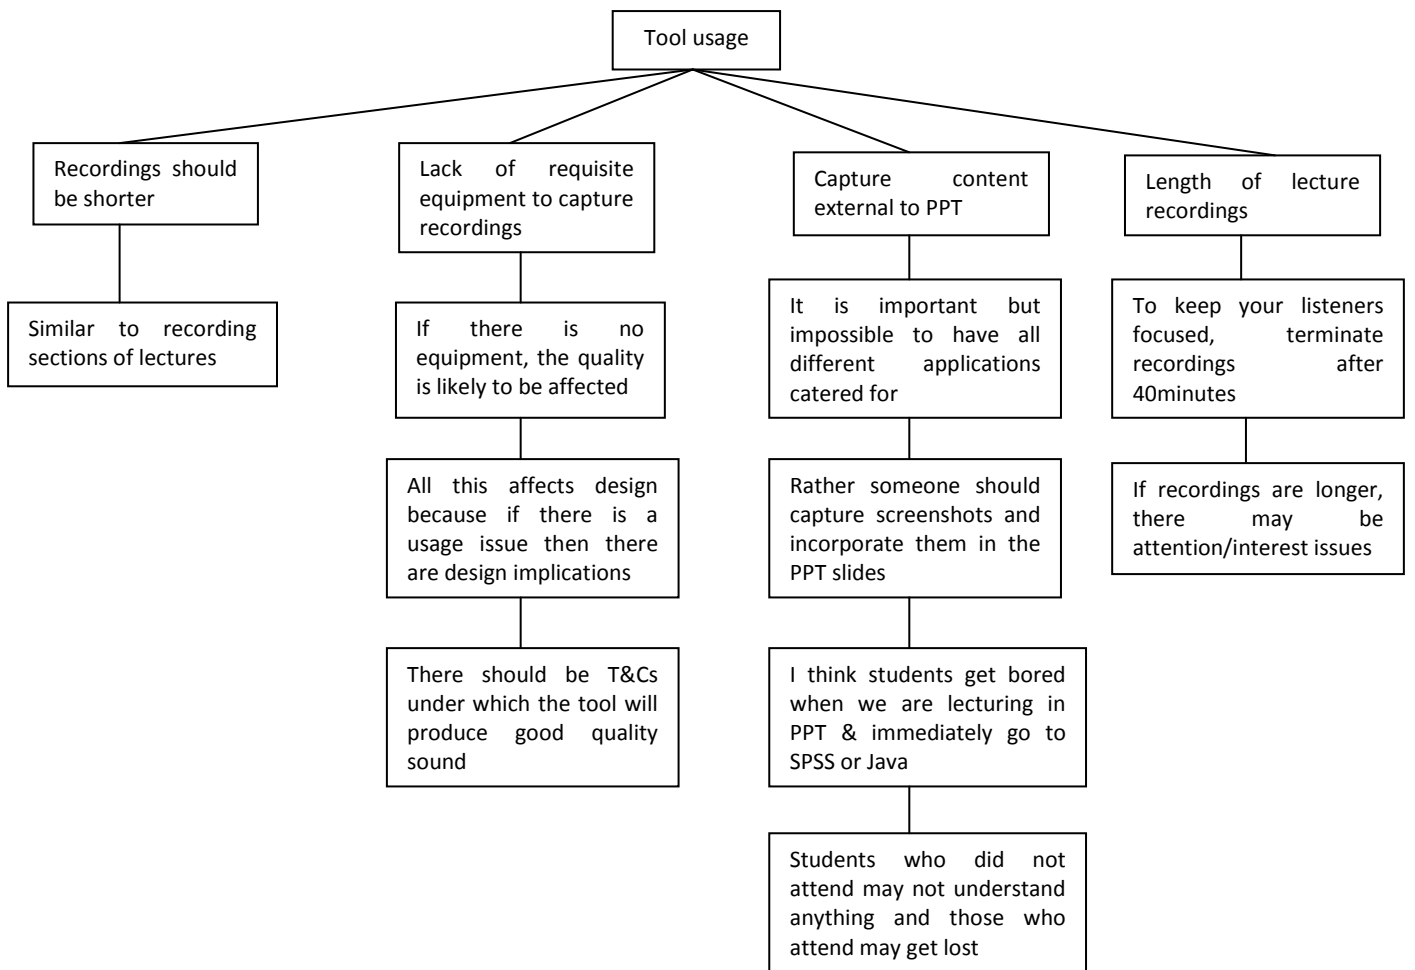 Tool usage
Recordings should
be shorter
Similar to recording
sections of lectures
Lack of requisite
equipment to capture
recordings
If there is no
equipment, the quality
is likely to be affected
All this affects design
because if there is a
usage issue then there
are design implications
There should be T&Cs
under which the tool will
produce good quality
sound
Capture content
external to PPT
It is important but
impossible to have all
different applications
catered for
Rather someone should
capture screenshots and
incorporate them in the
PPT slides
I think students get bored
when we are lecturing in
PPT & immediately go to
SPSS or Java
Students who did not
attend may not understand
anything and those who
attend may get lost
Length of lecture
recordings
To keep your listeners
focused, terminate
recordings after
40minutes
If recordings are longer,
there may be
attention/interest issues